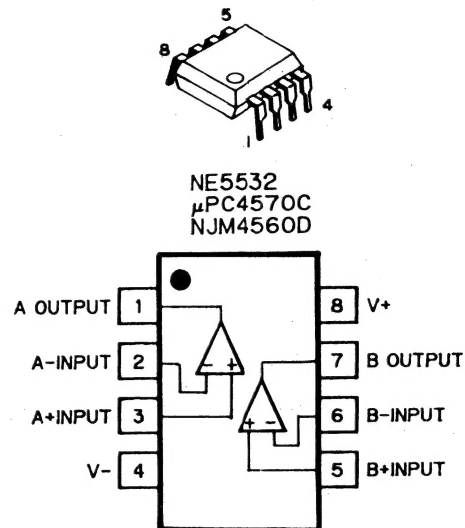 5
8
4
1
NE5532
µPC4570C
NJM4560D
A OUTPUT 1
8 V+
A-INPUT 2
7 B OUTPUT
A+INPUT 3
6 B-INPUT
V- 4
5 B+INPUT
- +
+ -